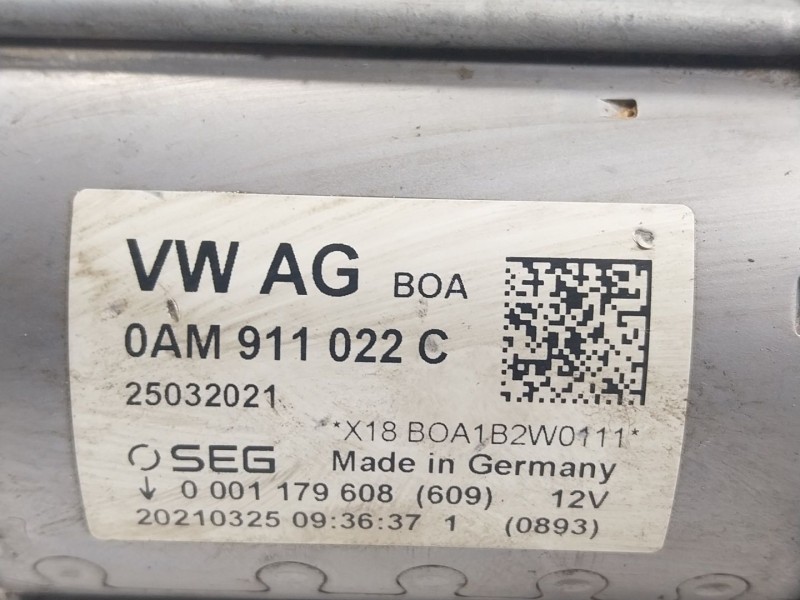 VW AG BOA
0AM 911 022 C
25032021
*X18 BOA1B2W0111*
SEG Made in Germany
↓ 0 001 179 608 (609) 12V
20210325 09:36:37 1 (0893)